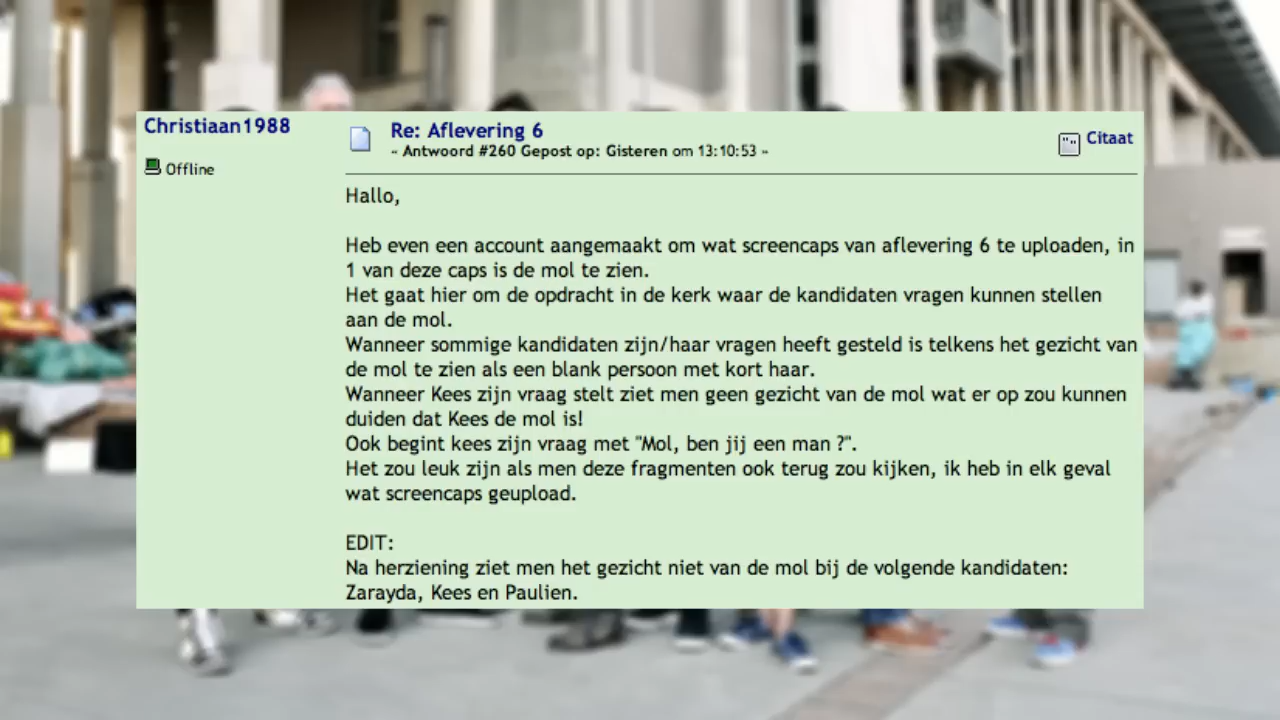 Christiaan1988
Offline
Re: Aflevering 6
« Antwoord #260 Gepost op: Gisteren om 13:10:53 »
Citaat
Hallo,
Heb even een account aangemaakt om wat screencaps van aflevering 6 te uploaden, in
1 van deze caps is de mol te zien.
Het gaat hier om de opdracht in de kerk waar de kandidaten vragen kunnen stellen
aan de mol.
Wanneer sommige kandidaten zijn/haar vragen heeft gesteld is telkens het gezicht van
de mol te zien als een blank persoon met kort haar.
Wanneer Kees zijn vraag stelt ziet men geen gezicht van de mol wat er op zou kunnen
duiden dat Kees de mol is!
Ook begint kees zijn vraag met "Mol, ben jij een man ?".
Het zou leuk zijn als men deze fragmenten ook terug zou kijken, ik heb in elk geval
wat screencaps geupload.
EDIT:
Na herziening ziet men het gezicht niet van de mol bij de volgende kandidaten:
Zarayda, Kees en Paulien.